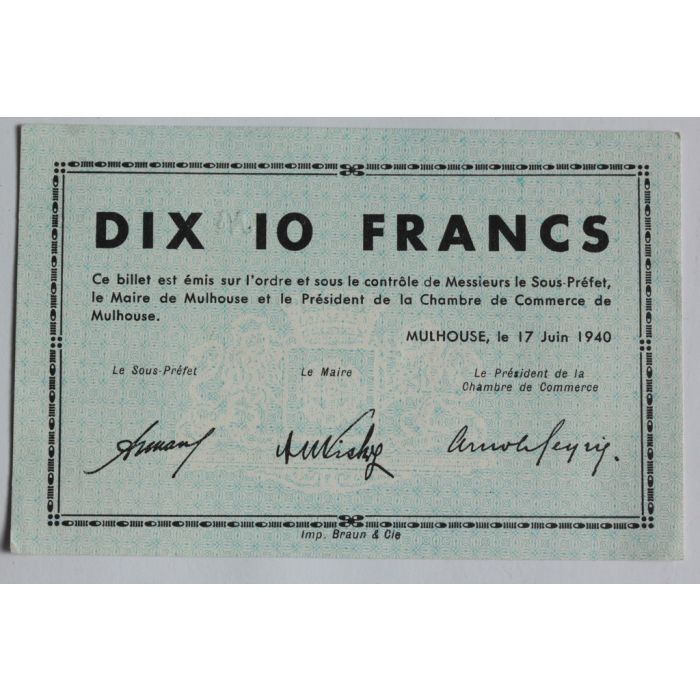 DIX 10 FRANCS
Ce billet est émis sur l'ordre et sous le contrôle de Messieurs le Sous-Préfet,
le Maire de Mulhouse et le Président de la Chambre de Commerce de
Mulhouse.
MULHOUSE, le 17 Juin 1940
Le Sous-Préfet
Le Maire
Le Président de la
Chambre de Commerce
Imp. Braun & Cie